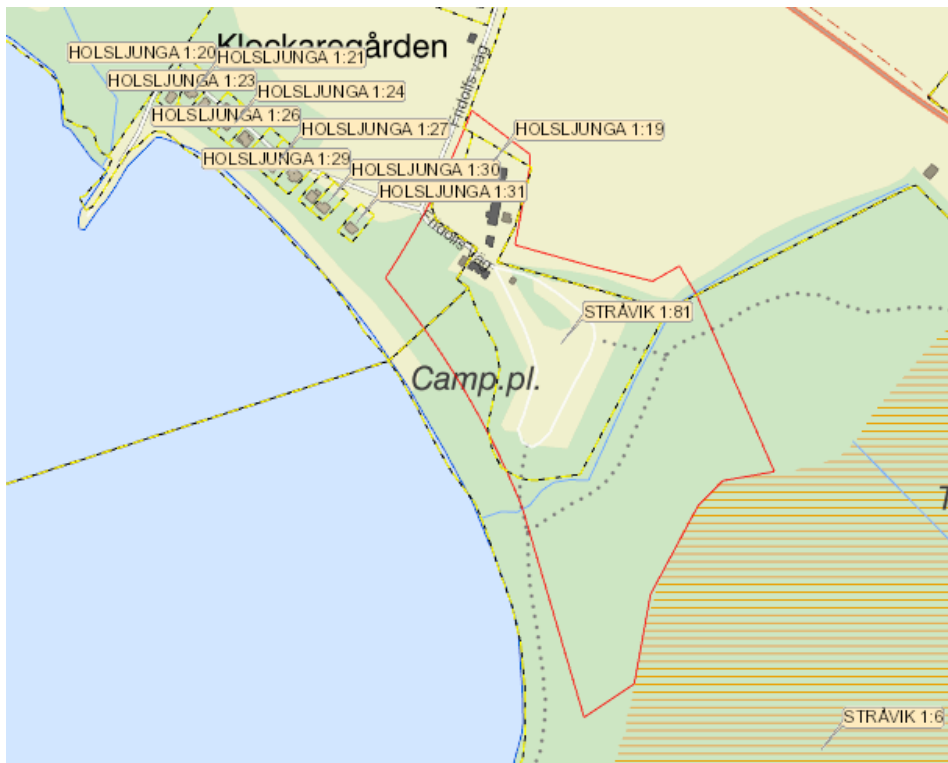 Klockaregården
HOLSLJUNGA 1:20
HOLSLJUNGA 1:21
HOLSLJUNGA 1:23
HOLSLJUNGA 1:24
HOLSLJUNGA 1:26
HOLSLJUNGA 1:27
HOLSLJUNGA 1:29
HOLSLJUNGA 1:30
HOLSLJUNGA 1:31
HOLSLJUNGA 1:19
Fritiofs väg
Fritiofs väg
STRÅVIK 1:81
Camp.pl.
T
STRÅVIK 1:6